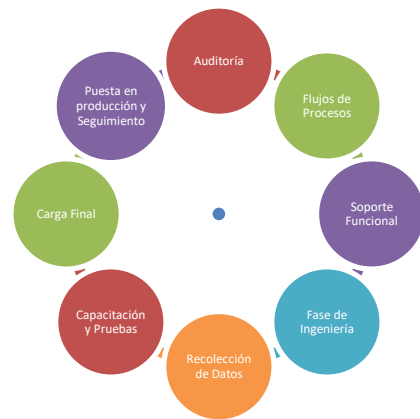 Auditoría
Flujos de
Procesos
Soporte
Funcional
Fase de
Ingeniería
Recolección
de Datos
Capacitación
y Pruebas
Carga Final
Puesta en
producción y
Seguimiento